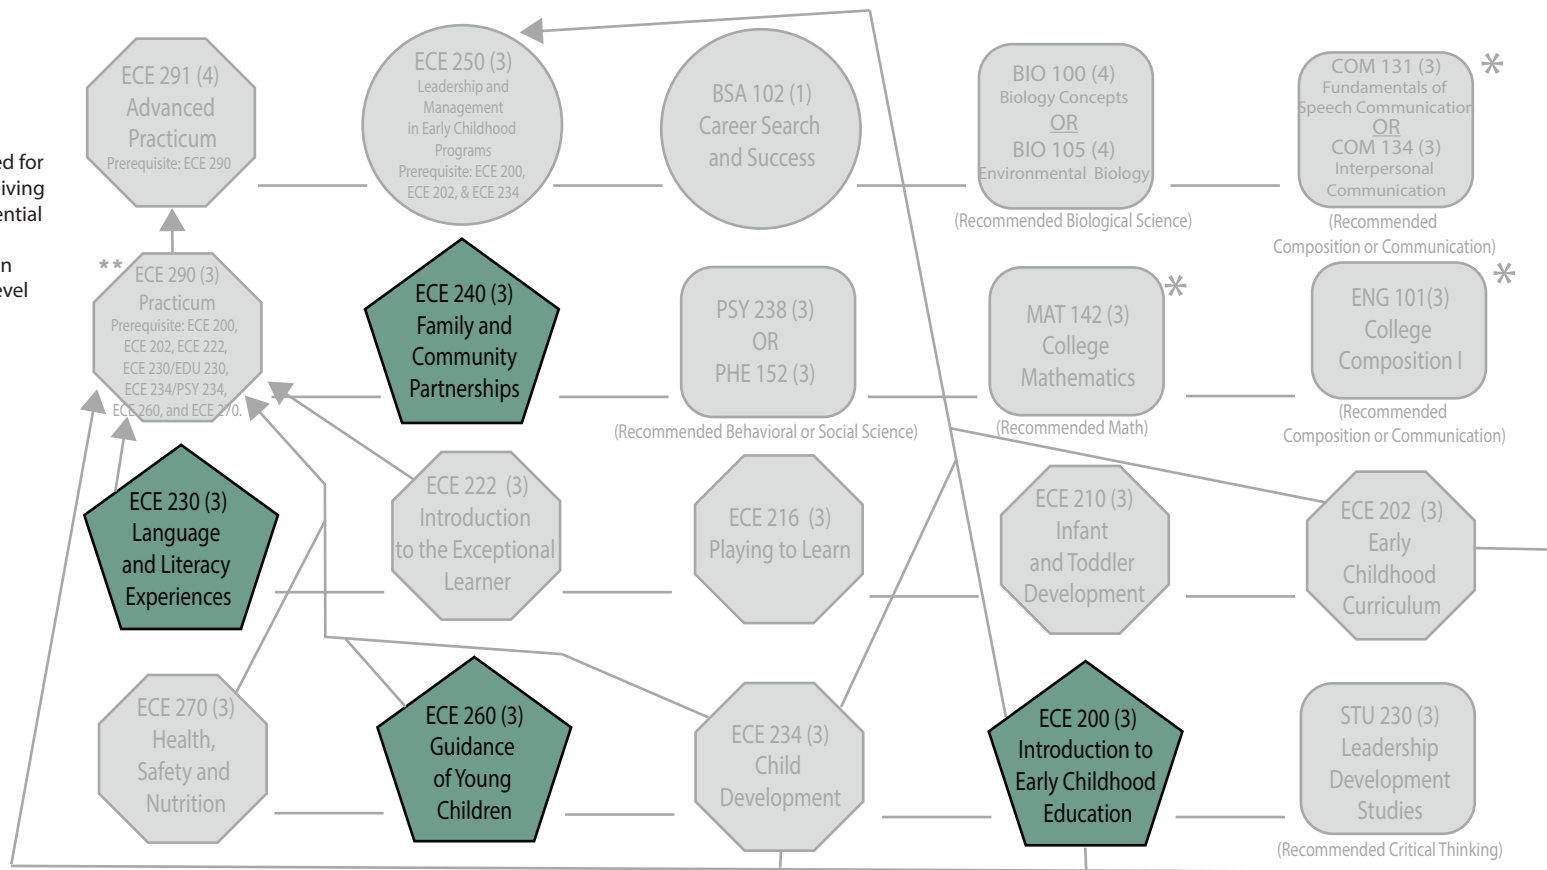 ed for
iving
ential
n
evel
ECE 291 (4)
Advanced
Practicum
Prerequisite: ECE 290
ECE 250 (3)
Leadership and
Management
in Early Childhood
Programs
Prerequisite: ECE 200,
ECE 202, & ECE 234
BSA 102 (1)
Career Search
and Success
BIO 100 (4)
Biology Concepts
OR
BIO 105 (4)
Environmental Biology
(Recommended Biological Science)
COM 131 (3)
Fundamentals of
Speech Communication
OR
COM 134 (3)
Interpersonal
Communication
*
(Recommended
Composition or Communication)
**
ECE 290 (3)
Practicum
Prerequisite: ECE 200,
ECE 202, ECE 222,
ECE 230/EDU 230,
ECE 234/PSY 234,
ECE 260, and ECE 270.
ECE 240 (3)
Family and
Community
Partnerships
PSY 238 (3)
OR
PHE 152 (3)
(Recommended Behavioral or Social Science)
MAT 142 (3)
College
Mathematics
*
(Recommended Math)
ENG 101(3)
College
Composition I
*
(Recommended
Composition or Communication)
ECE 230 (3)
Language
and Literacy
Experiences
ECE 222 (3)
Introduction
to the Exceptional
Learner
ECE 216 (3)
Playing to Learn
ECE 210 (3)
Infant
and Toddler
Development
ECE 202 (3)
Early
Childhood
Curriculum
ECE 270 (3)
Health,
Safety and
Nutrition
ECE 260 (3)
Guidance
of Young
Children
ECE 234 (3)
Child
Development
ECE 200 (3)
Introduction to
Early Childhood
Education
STU 230 (3)
Leadership
Development
Studies
(Recommended Critical Thinking)